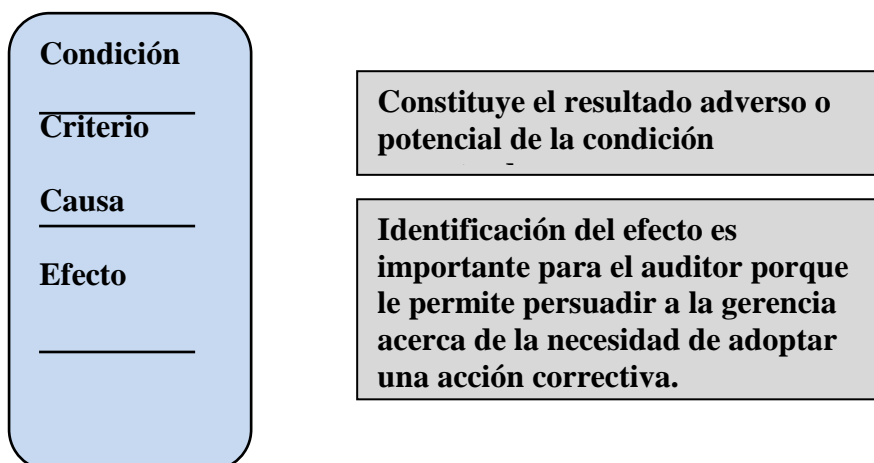 Condición
Criterio
Causa
Efecto
Constituye el resultado adverso o
potencial de la condición
Identificación del efecto es
importante para el auditor porque
le permite persuadir a la gerencia
acerca de la necesidad de adoptar
una acción correctiva.